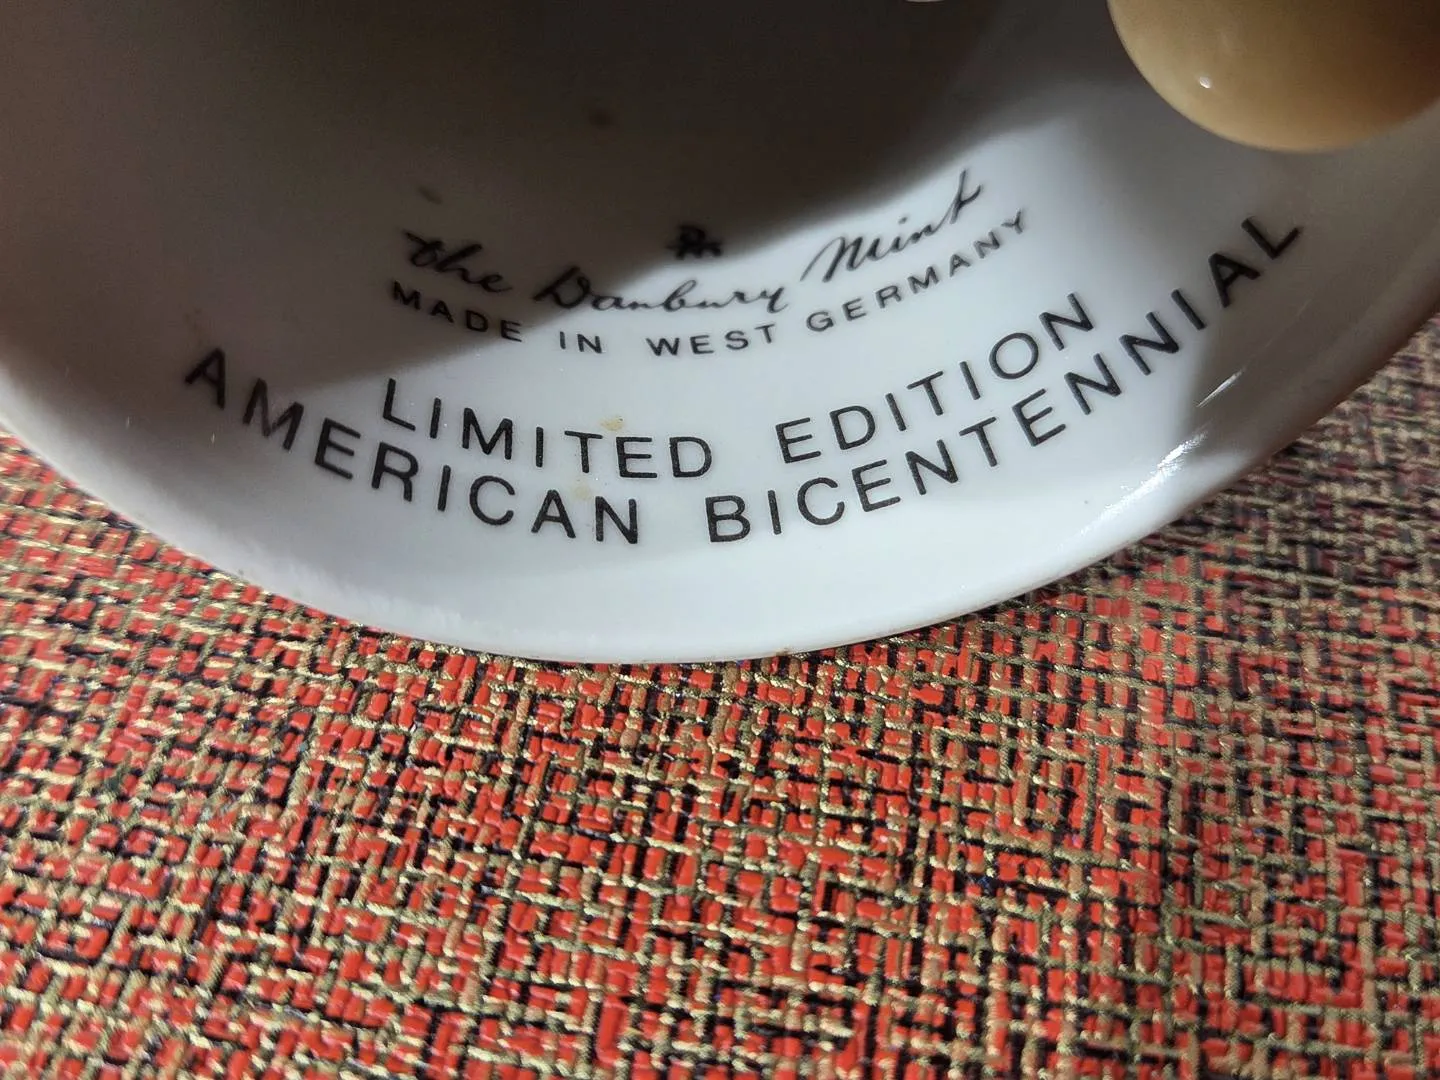 The Danbury Mint
MADE IN WEST GERMANY
LIMITED EDITION
AMERICAN BICENTENNIAL